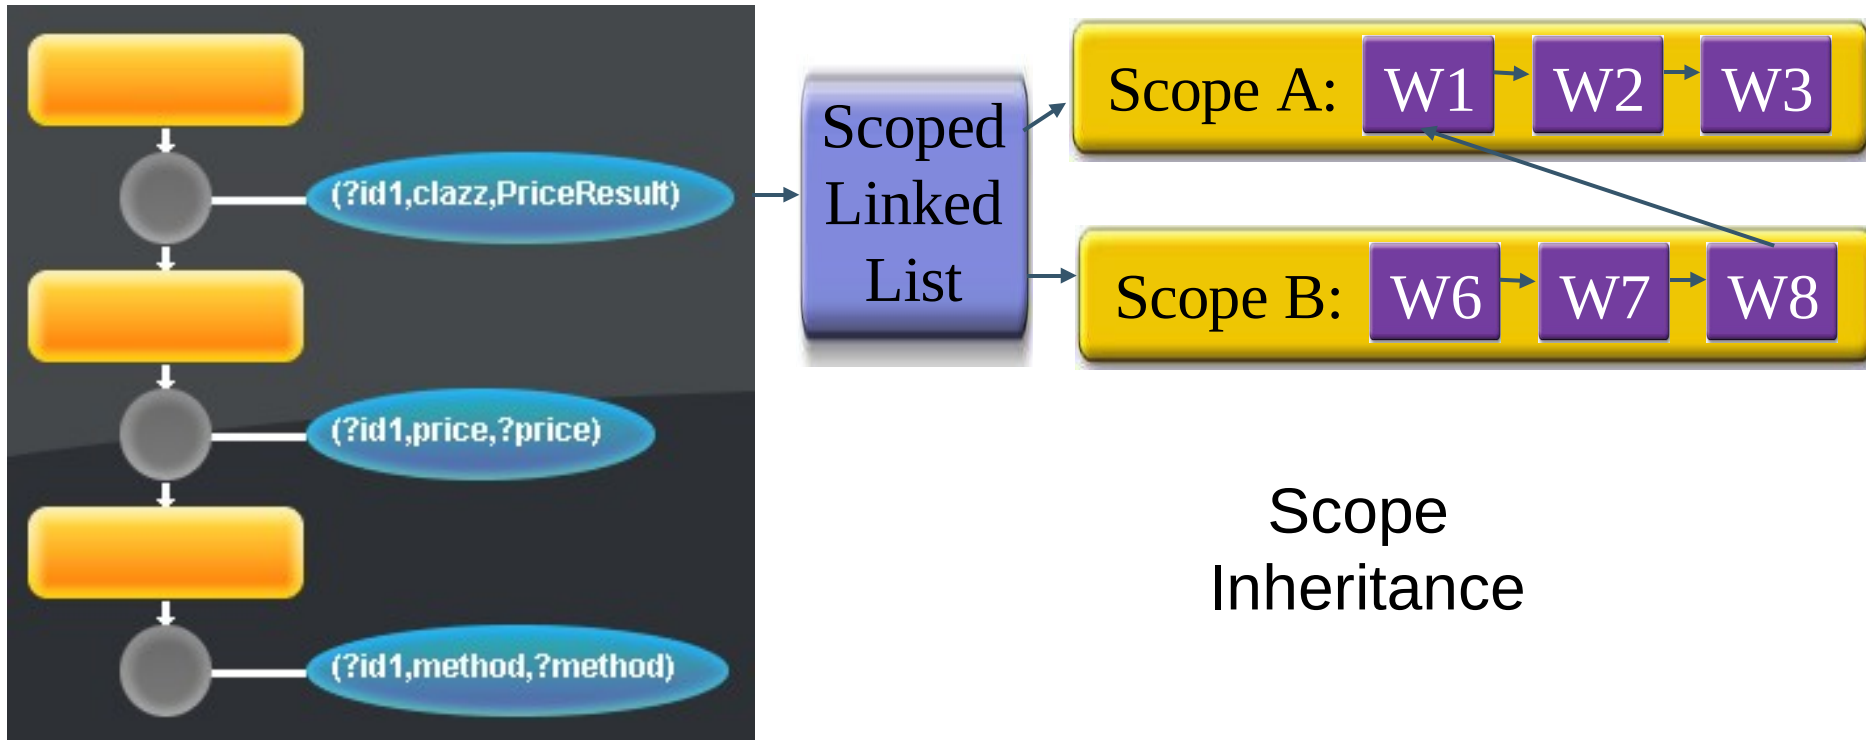 (?id1,clazz,PriceResult)
(?id1,price,?price)
(?id1,method,?method)
Scoped
Linked
List
Scope A: W1 W2 W3
Scope B: W6 W7 W8
Scope
Inheritance